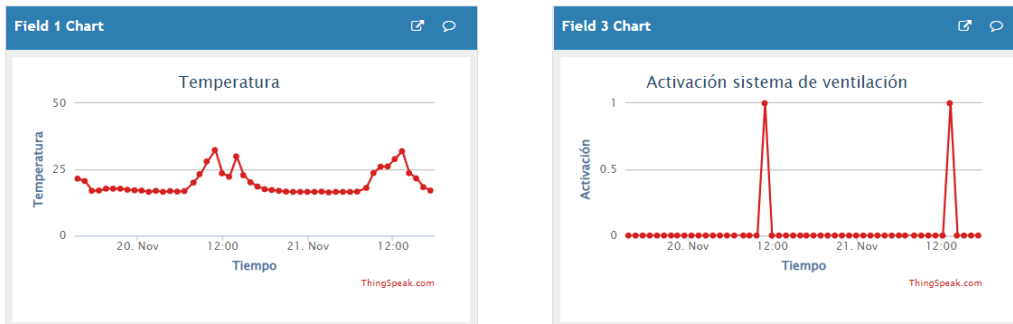 Field 1 Chart
Temperatura
50
25
0
Temperatura
20. Nov 12:00 21. Nov 12:00
Tiempo
ThingSpeak.com
Field 3 Chart
Activación sistema de ventilación
1
0.5
0
Activación
20. Nov 12:00 21. Nov 12:00
Tiempo
ThingSpeak.com